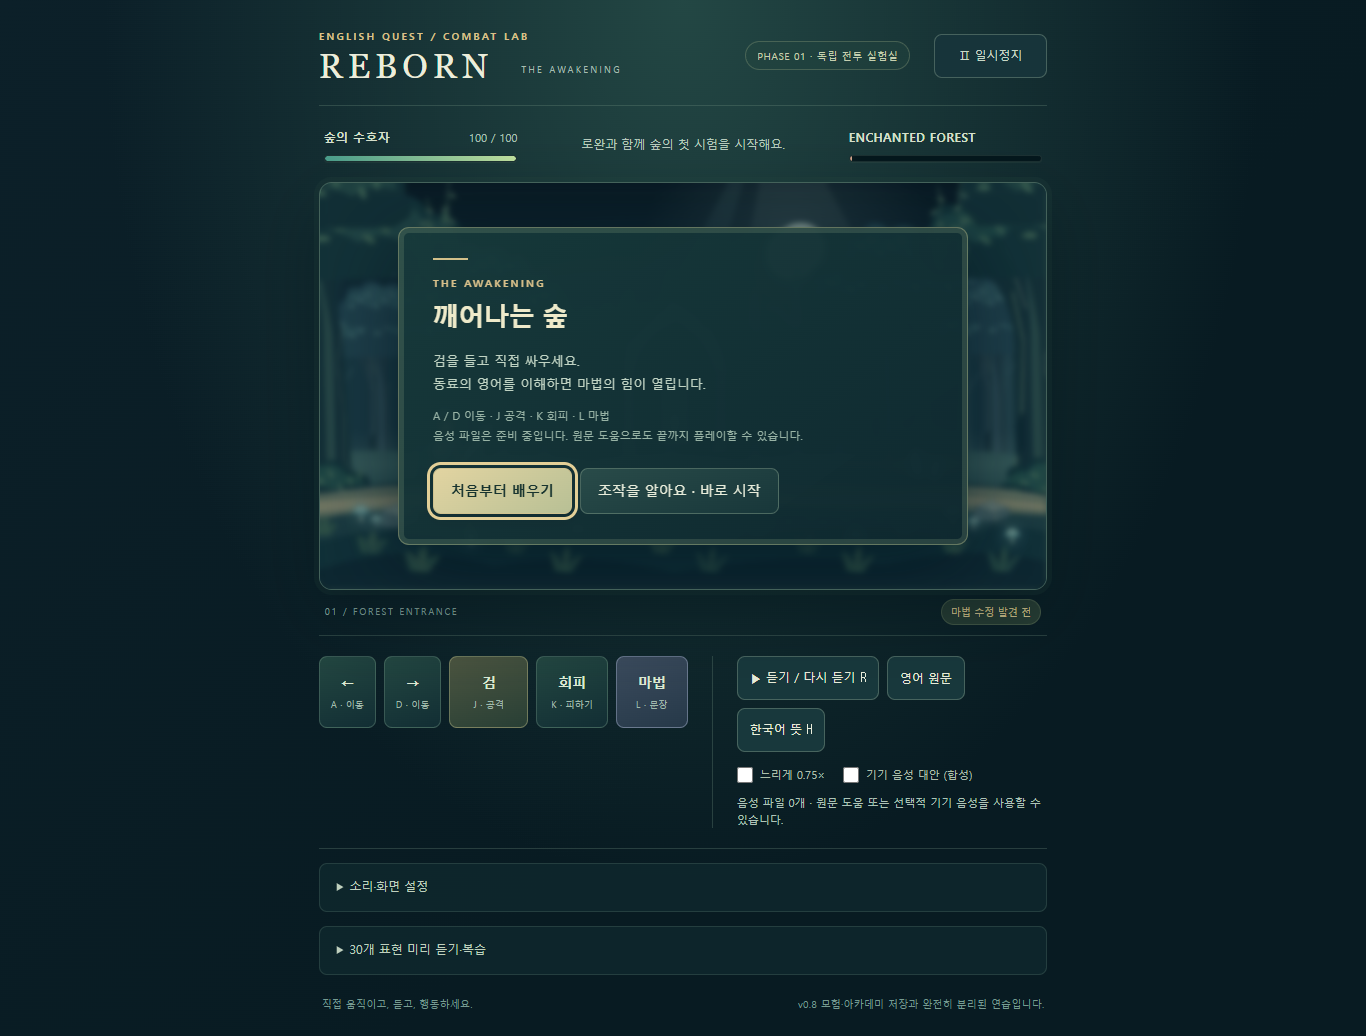 ENGLISH QUEST / COMBAT LAB
REBORN THE AWAKENING
PHASE 01 · 독립 전투 실험실
Ⅱ 일시정지
숲의 수호자 100 / 100
로완과 함께 숲의 첫 시험을 시작해요.
ENCHANTED FOREST
THE AWAKENING
깨어나는 숲
검을 들고 직접 싸우세요.
동료의 영어를 이해하면 마법의 힘이 열립니다.
A / D 이동 · J 공격 · K 회피 · L 마법
음성 파일은 준비 중입니다. 원문 도움으로도 끝까지 플레이할 수 있습니다.
처음부터 배우기
조작을 알아요 · 바로 시작
01 / FOREST ENTRANCE
마법 수정 발견 전
←
A · 이동
→
D · 이동
검
J · 공격
회피
K · 피하기
마법
L · 문장
▶ 듣기 / 다시 듣기 R
영어 원문
한국어 뜻 H
느리게 0.75×
기기 음성 대안 (합성)
음성 파일 0개 · 원문 도움 또는 선택적 기기 음성을 사용할 수
있습니다.
▶ 소리·화면 설정
▶ 30개 표현 미리 듣기·복습
직접 움직이고, 듣고, 행동하세요.
v0.8 모험·아카데미 저장과 완전히 분리된 연습입니다.